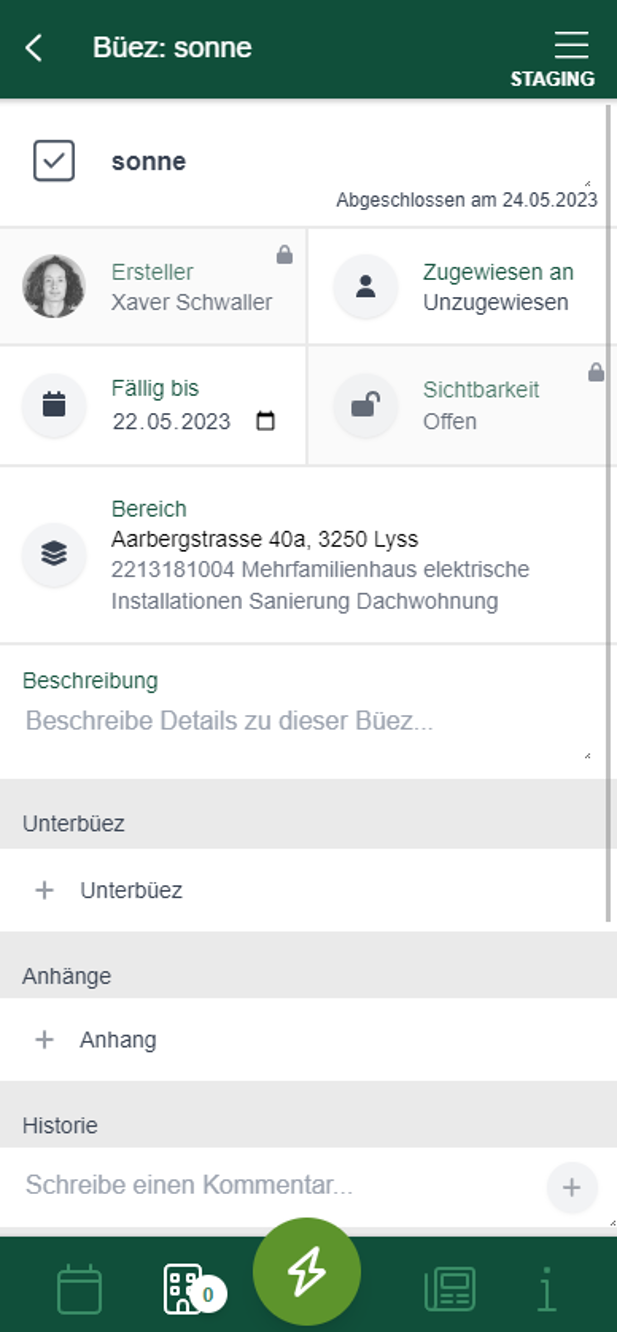 Büez: sonne
STAGING
sonne
Abgeschlossen am 24.05.2023
Ersteller
Xaver Schwaller
Zugewiesen an
Unzugewiesen
Fällig bis
22.05.2023
Sichtbarkeit
Offen
Bereich
Aarbergstrasse 40a, 3250 Lyss
2213181004 Mehrfamilienhaus elektrische
Installationen Sanierung Dachwohnung
Beschreibung
Beschreibe Details zu dieser Büez...
Unterbüez
+ Unterbüez
Anhänge
+ Anhang
Historie
Schreibe einen Kommentar...
+
0